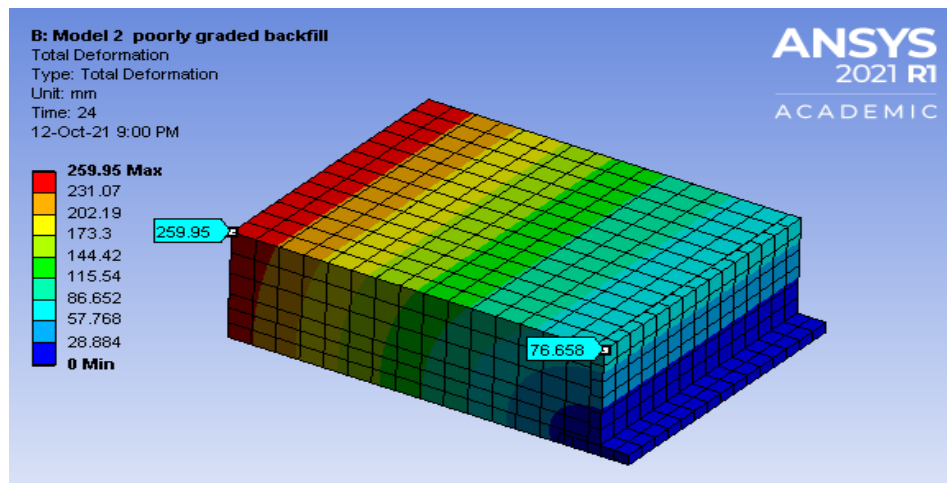 B: Model 2 poorly graded backfill
Total Deformation
Type: Total Deformation
Unit: mm
Time: 24
12-Oct-21 9:00 PM
ANSYS
2021 R1
ACADEMIC
259.95 Max
231.07
202.19
173.3
144.42
115.54
86.652
57.768
28.884
0 Min
259.95
76.658